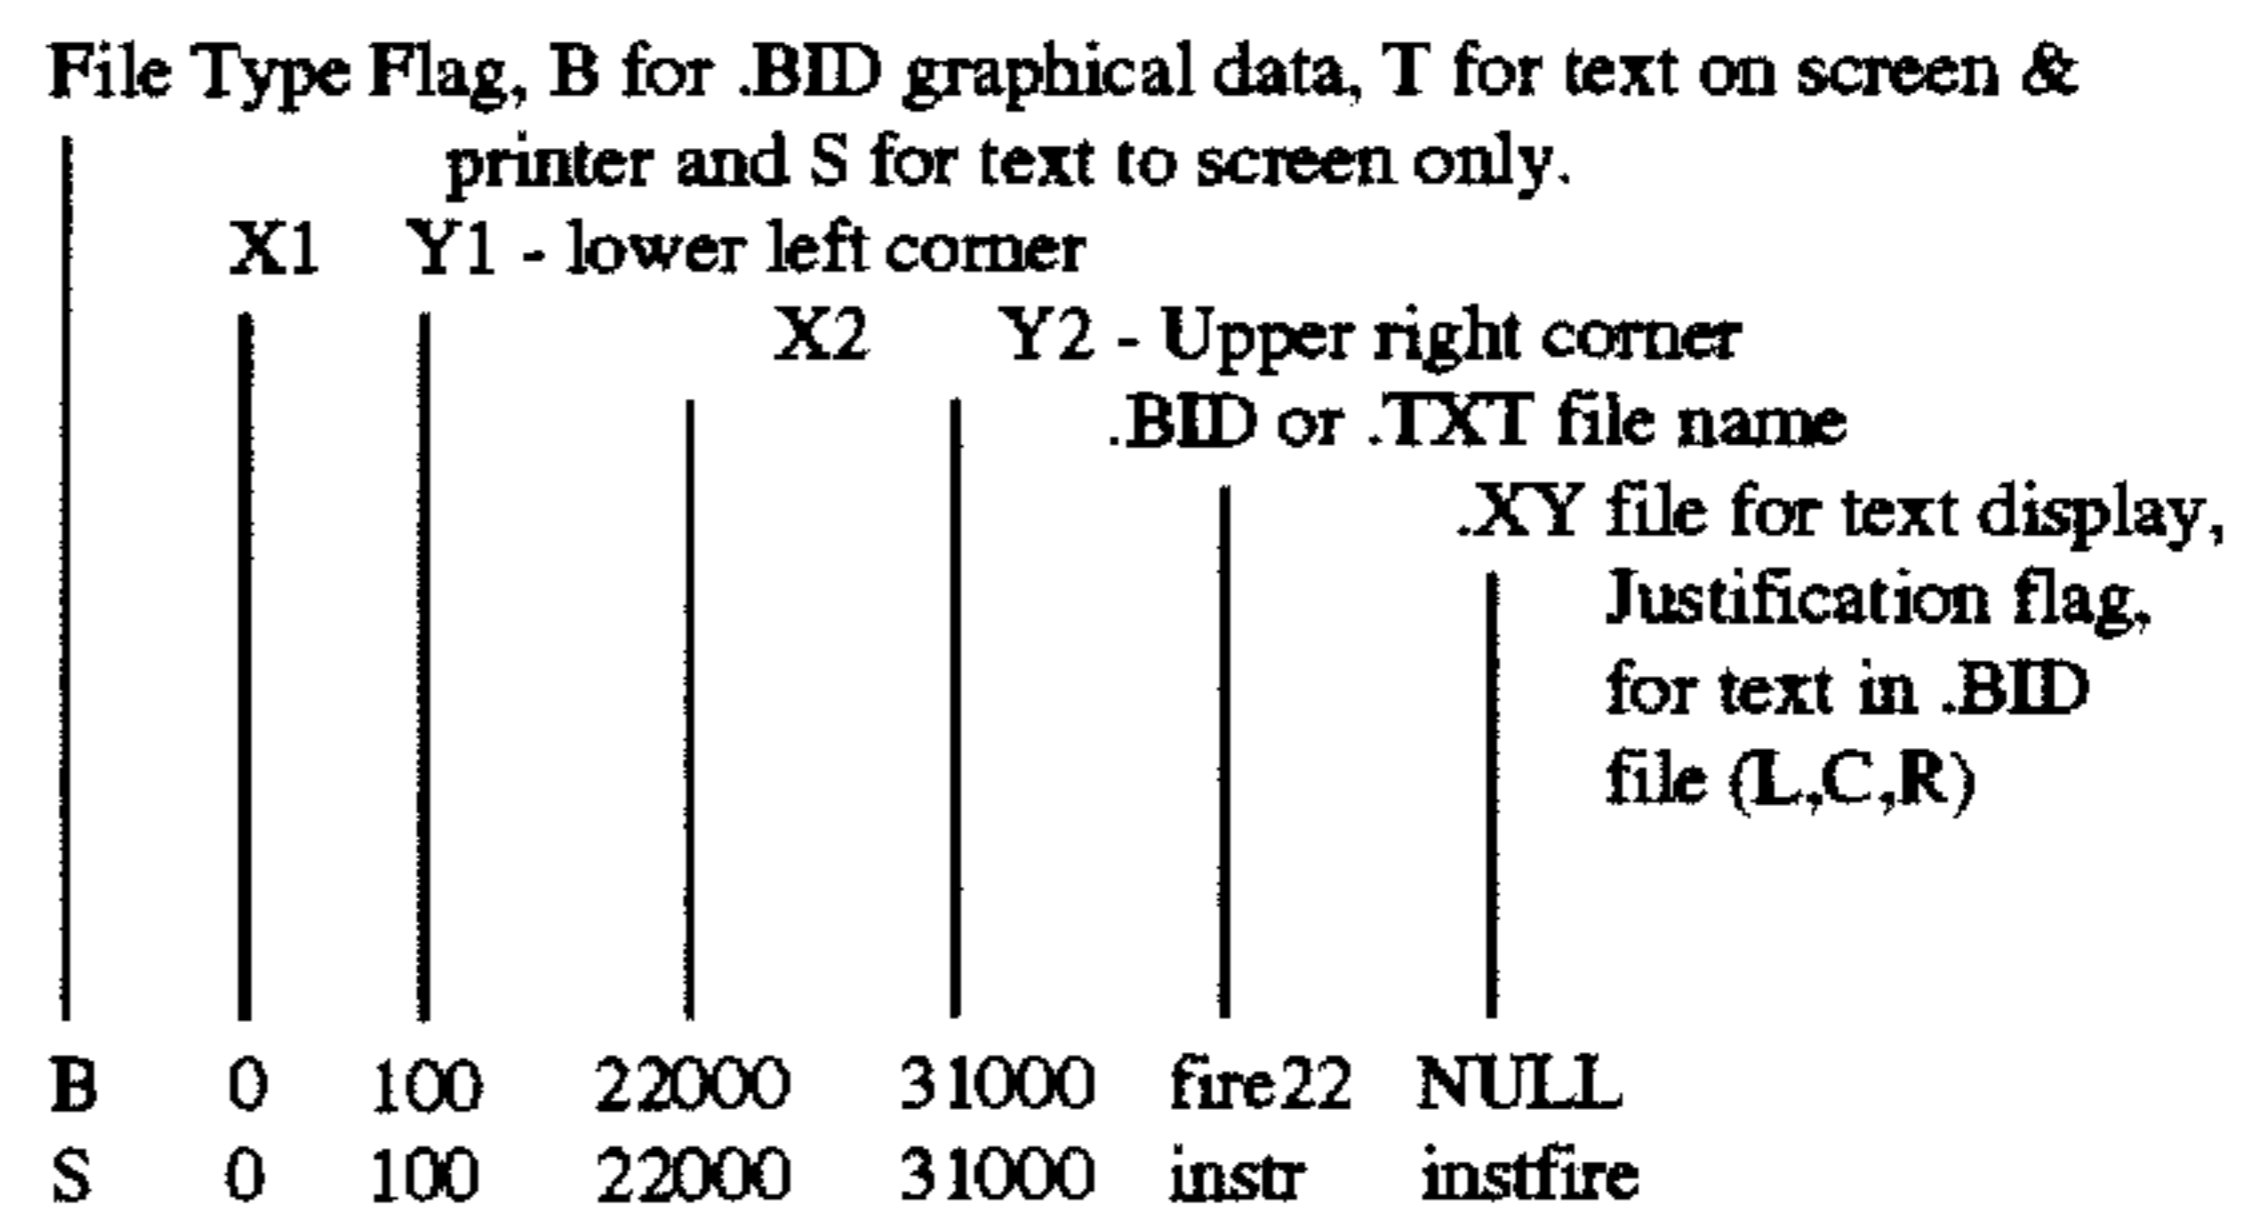 File Type Flag, B for .BID graphical data, T for text on screen &
printer and S for text to screen only.
X1 Y1 - lower left corner
X2 Y2 - Upper right corner
.BID or .TXT file name
.XY file for text display,
Justification flag,
for text in .BID
file (L,C,R)
B 0 100 22000 31000 fire22 NULL
S 0 100 22000 31000 instr instfire